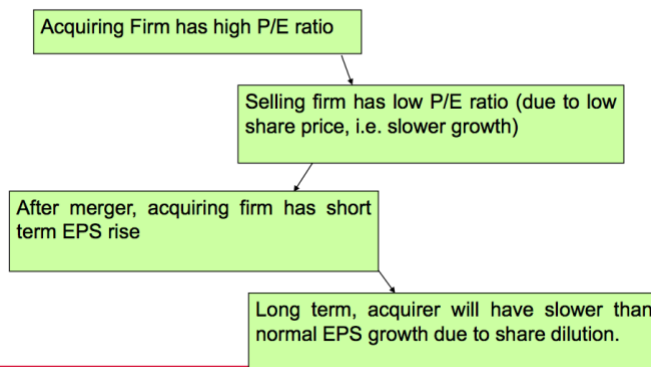 Acquiring Firm has high P/E ratio
Selling firm has low P/E ratio (due to low
share price, i.e. slower growth)
After merger, acquiring firm has short
term EPS rise
Long term, acquirer will have slower than
normal EPS growth due to share dilution.